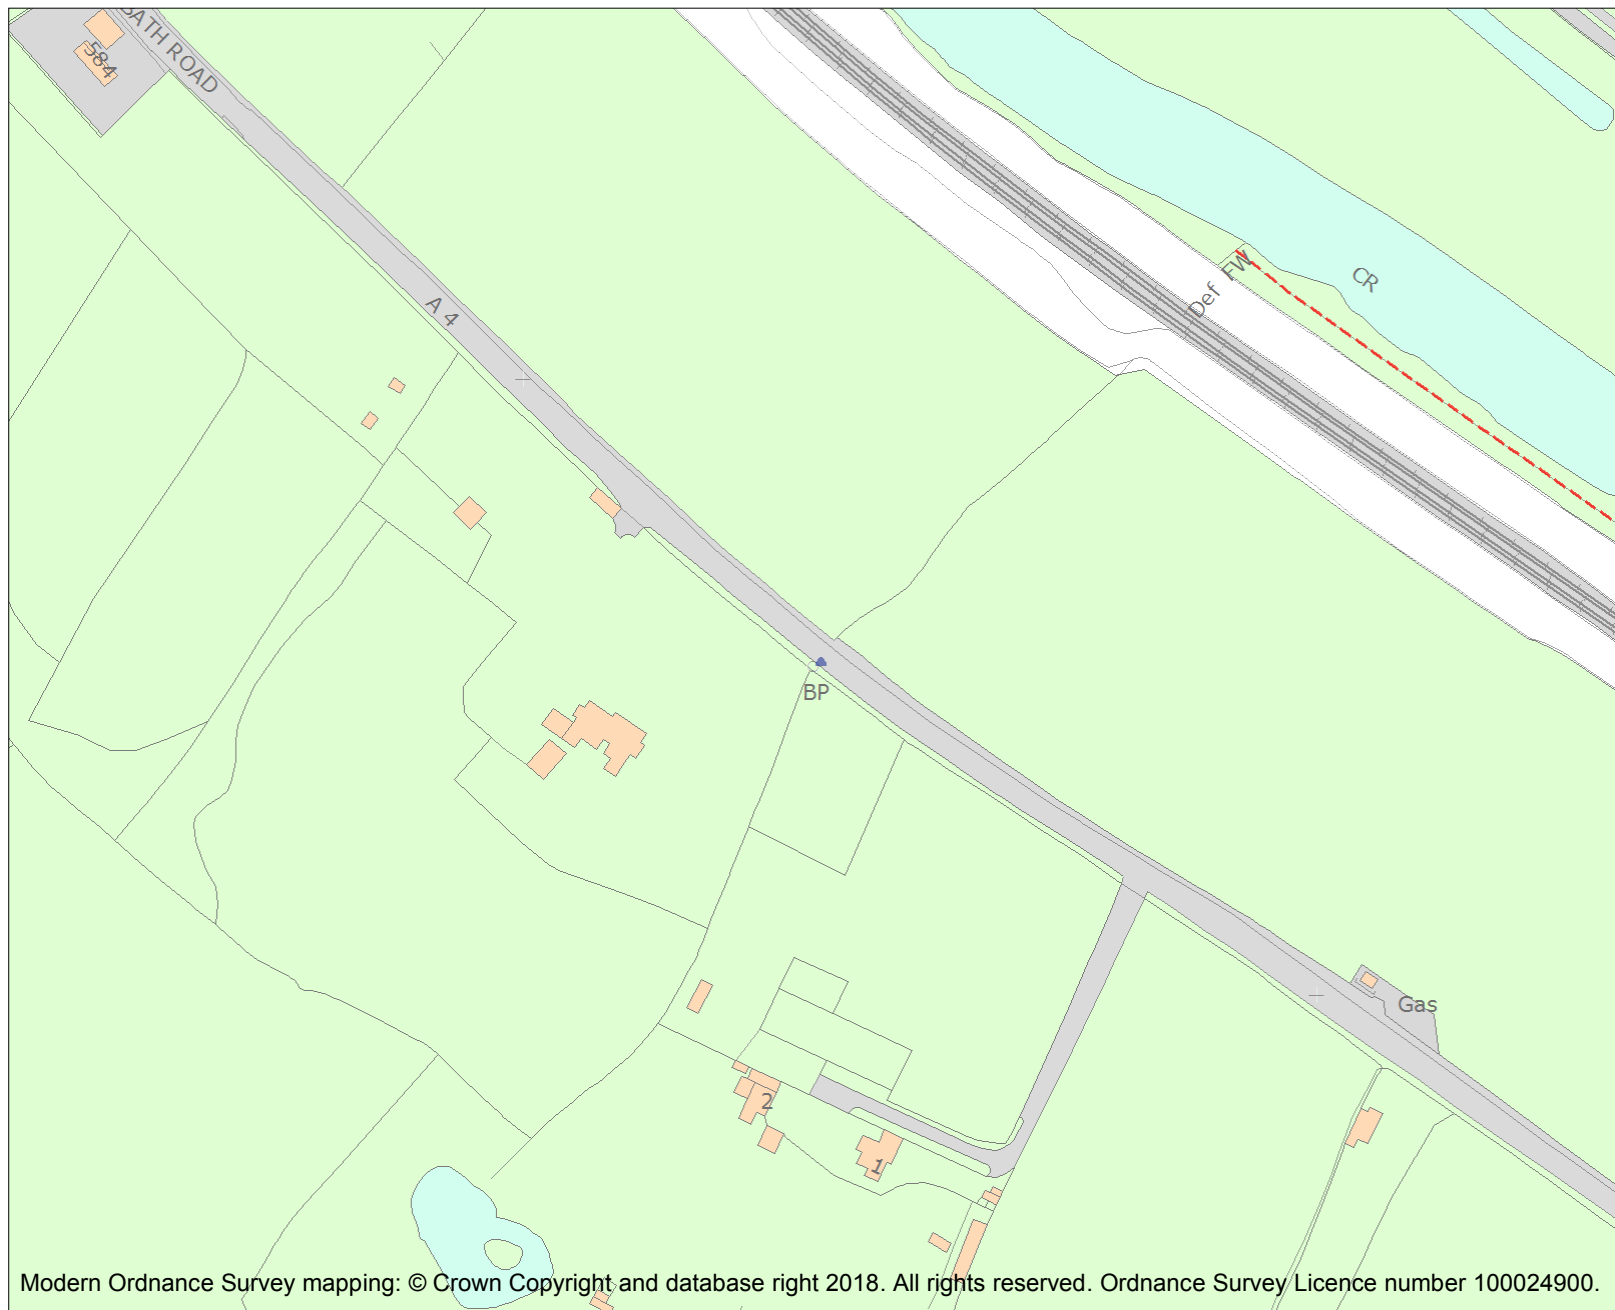 BATH ROAD
584
A 4
Def FW
CR
BP
Gas
2
1
Modern Ordnance Survey mapping: © Crown Copyright and database right 2018. All rights reserved. Ordnance Survey Licence number 100024900.